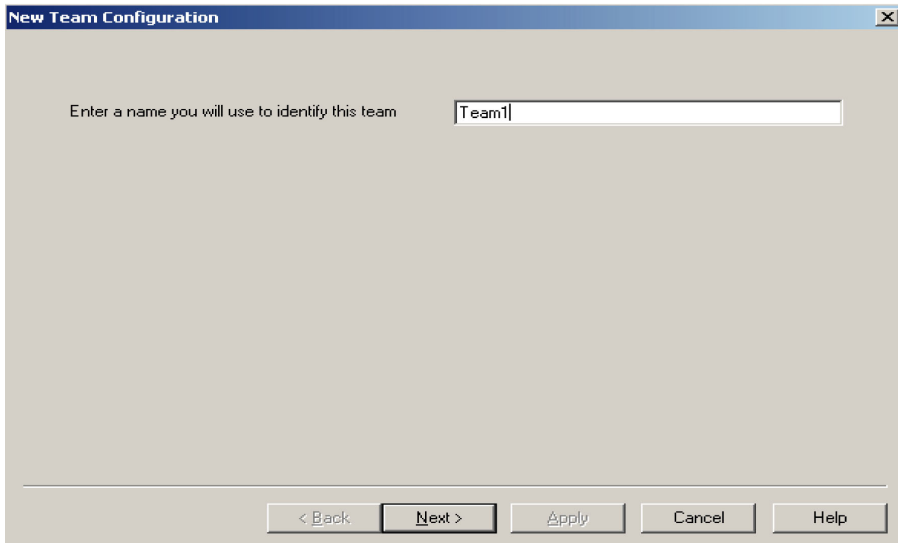 New Team Configuration
Enter a name you will use to identify this team Team1
< Back Next > Apply Cancel Help